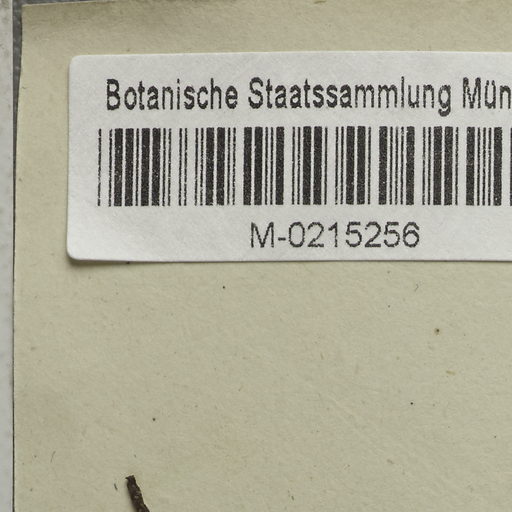 Botanische Staatssammlung Mün
M-0215256